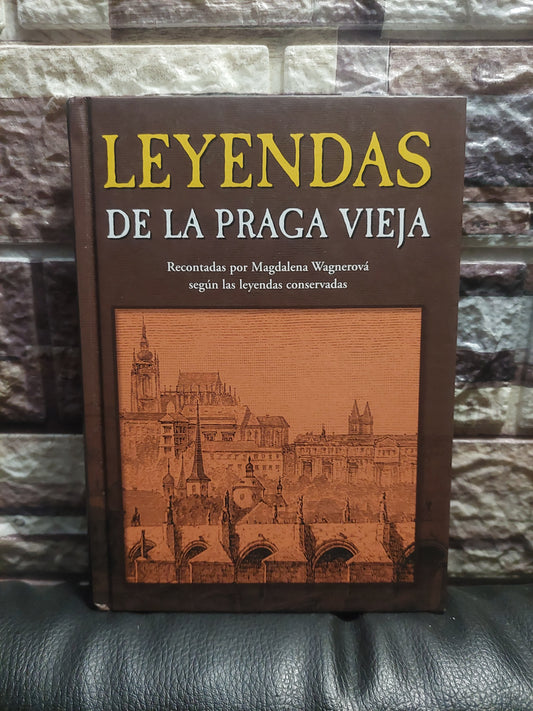 LEYENDAS
DE LA PRAGA VIEJA
Recontadas por Magdalena Wagnerová
según las leyendas conservadas